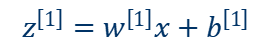 z[1] = w[1]x + b[1]